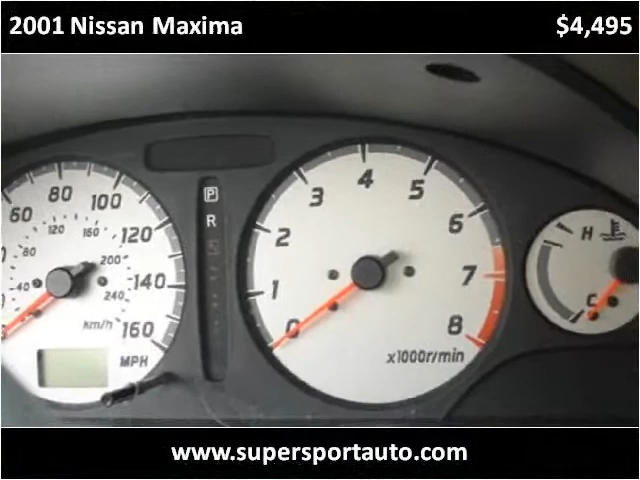 2001 Nissan Maxima $4,495
60 80 100 120 140 160
40 80 120 160 200 240
km/h
MPH
P
R
0 1 2 3 4 5 6 7 8
x1000r/min
H
C
www.supersportauto.com